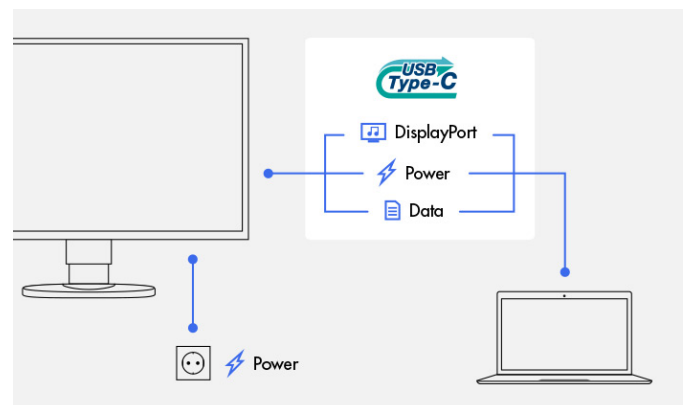 USB
Type-C
DisplayPort
Power
Data
Power